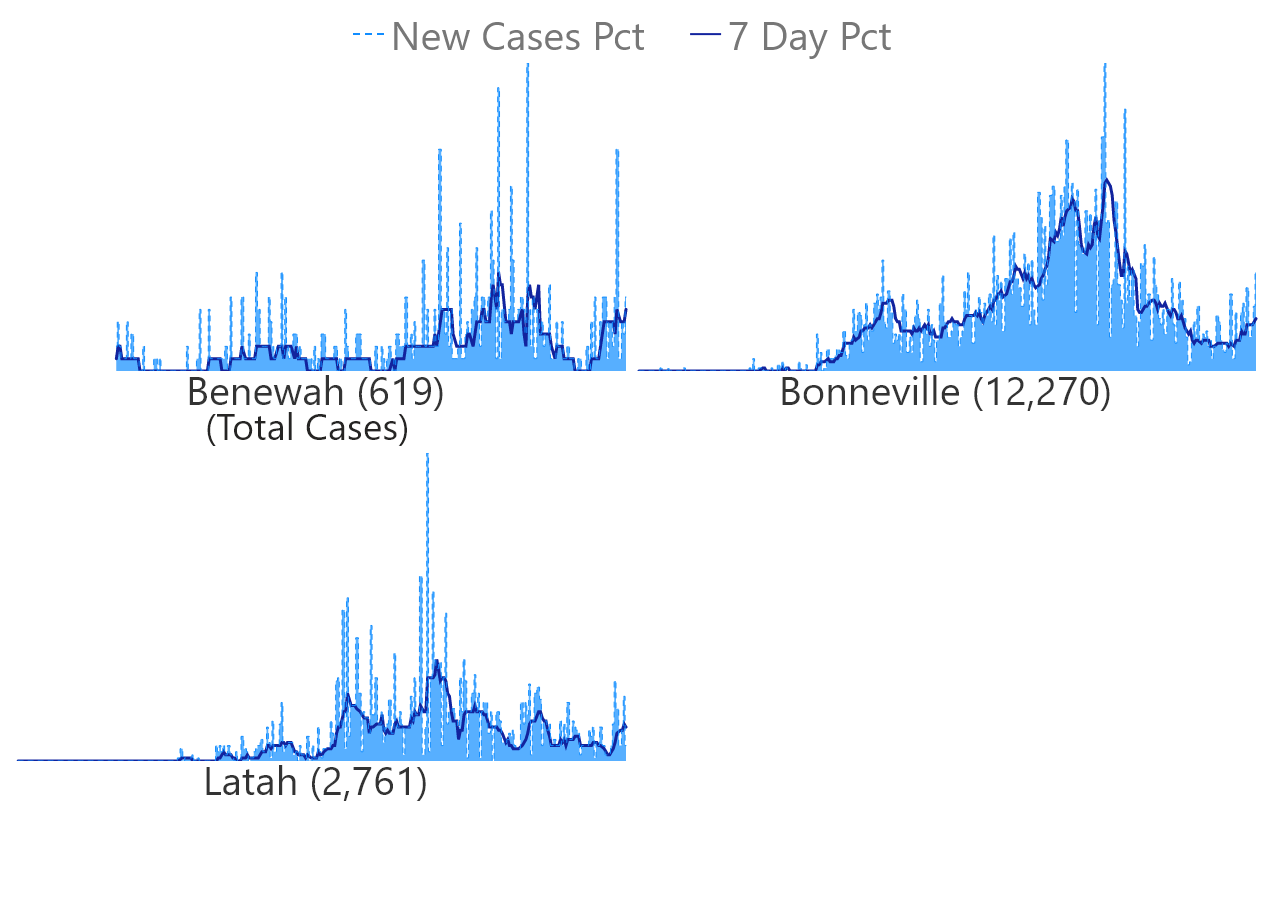 New Cases Pct 7 Day Pct
Benewah (619)
(Total Cases)
Bonneville (12,270)
Latah (2,761)